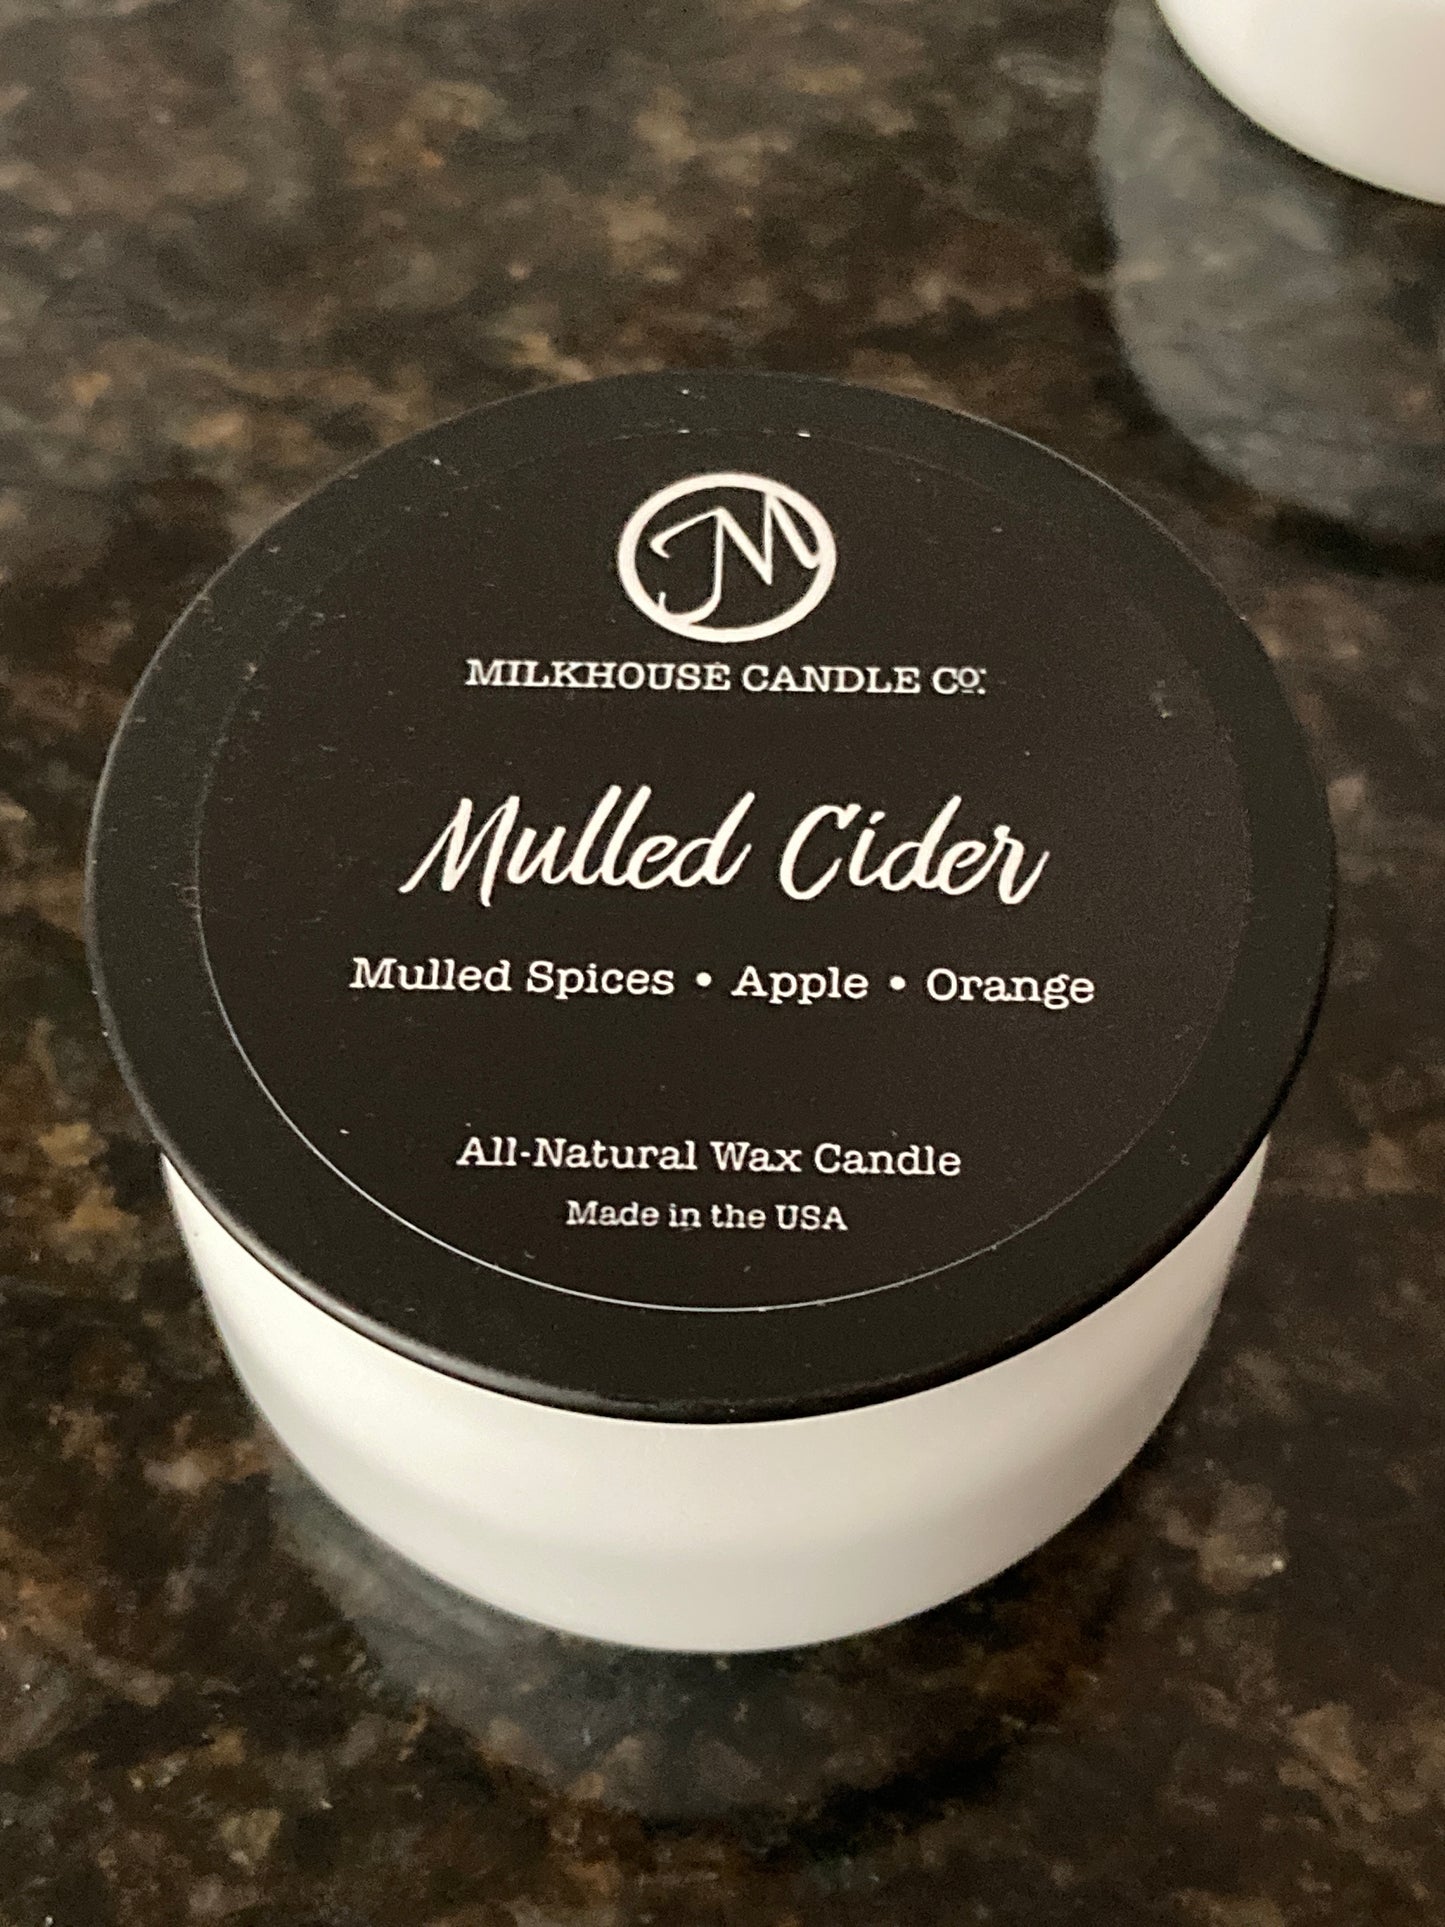 M
MILKHOUSE CANDLE Co.
Mulled Cider
Mulled Spices • Apple • Orange
All-Natural Wax Candle
Made in the USA